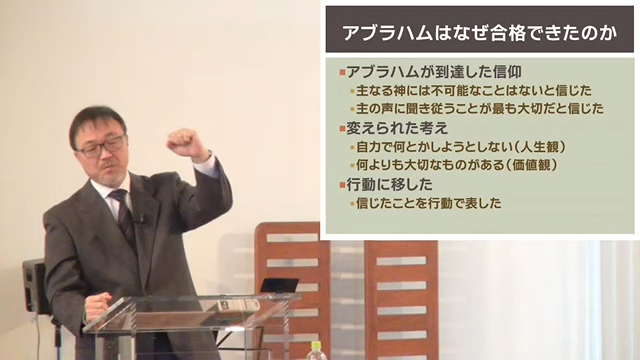 アブラハムはなぜ合格できたのか
アブラハムが到達した信仰
主なる神には不可能なことはないと信じた
主の声に聞き従うことが最も大切だと信じた
変えられた考え
自力で何とかしようとしない（人生観）
何よりも大切なものがある（価値観）
行動に移した
信じたことを行動で表した